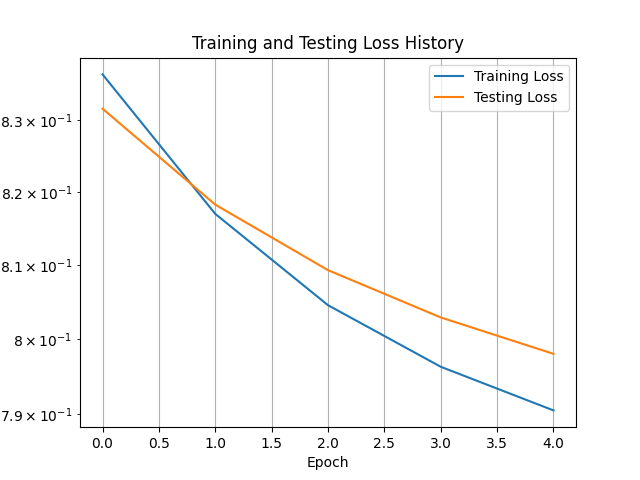 Training and Testing Loss History
Training Loss
Testing Loss
8.3 × 10⁻¹
8.2 × 10⁻¹
8.1 × 10⁻¹
8 × 10⁻¹
7.9 × 10⁻¹
0.0 0.5 1.0 1.5 2.0 2.5 3.0 3.5 4.0
Epoch